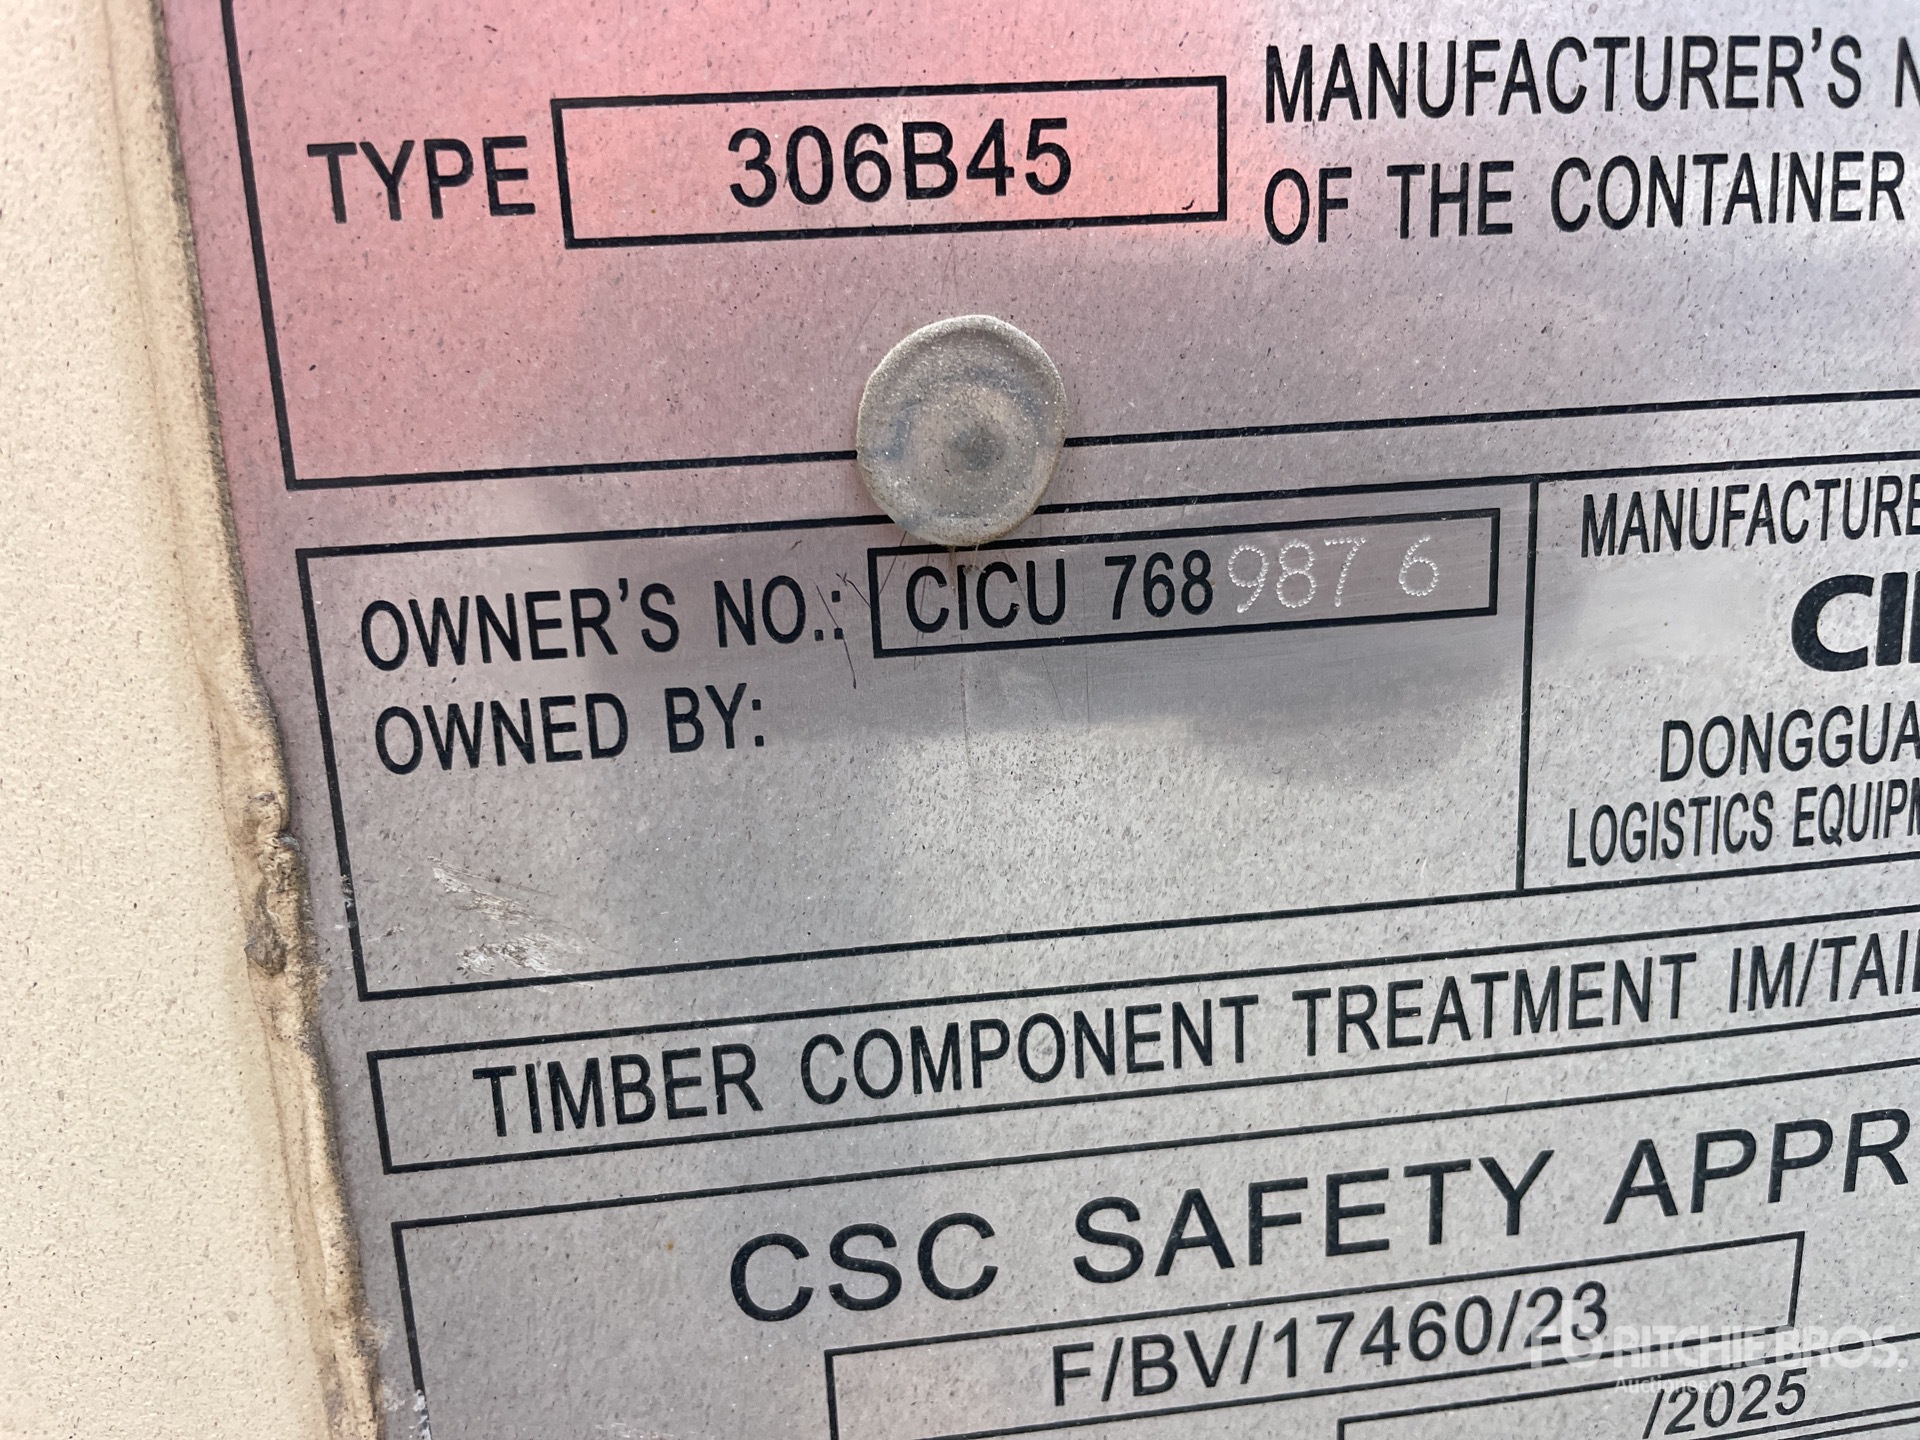 TYPE 306B45
MANUFACTURER'S
OF THE CONTAINER
OWNER'S NO.: CICU 768987 6
OWNED BY:
MANUFACTURE
DONGGUA
LOGISTICS EQUIPM
TIMBER COMPONENT TREATMENT IM/TAI
CSC SAFETY APPR
F/BV/17460/23
/2025
RITCHIE BROS.
Auctioneers